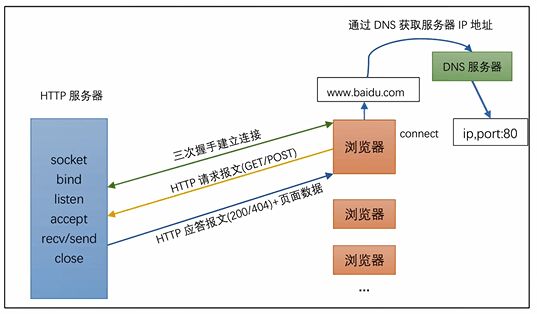 通过 DNS 获取服务器 IP 地址
DNS 服务器
www.baidu.com
HTTP 服务器
connect
ip,port:80
浏览器
三次握手建立连接
HTTP 请求报文(GET/POST)
HTTP 应答报文(200/404)+页面数据
socket
bind
listen
accept
recv/send
close
浏览器
浏览器
...